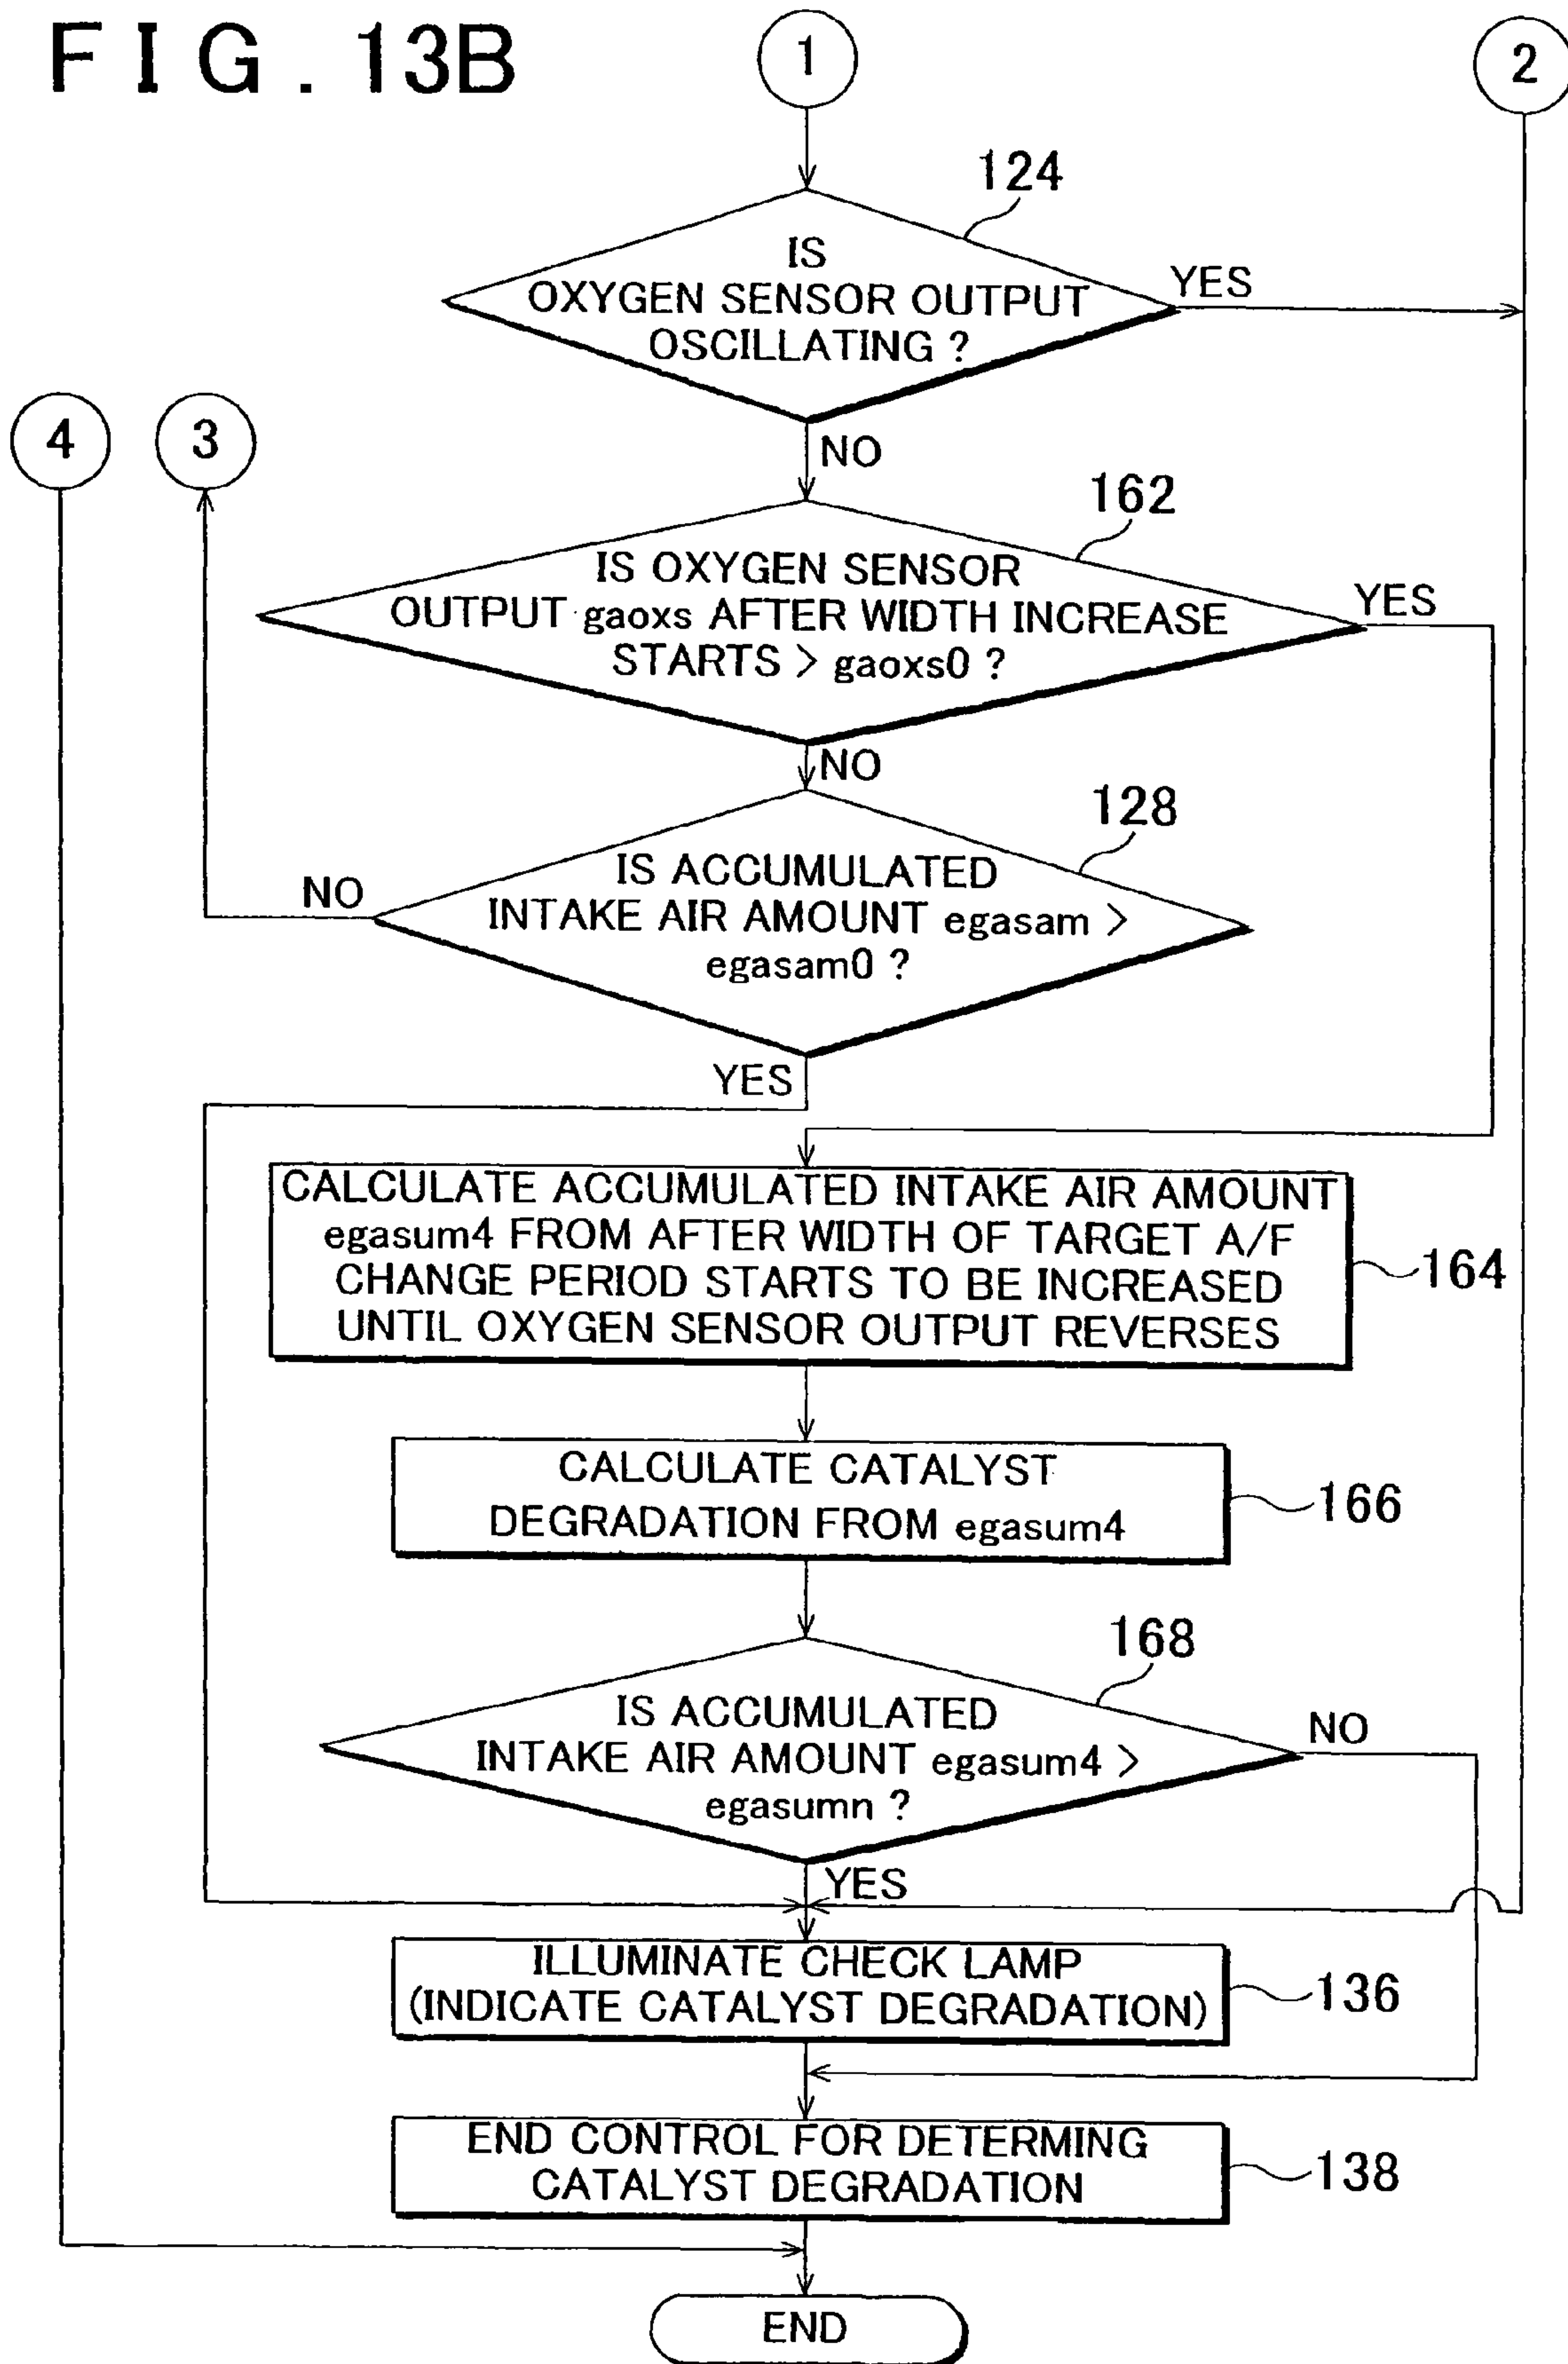 FIG. 13B
1
2
124
IS
OXYGEN SENSOR OUTPUT
OSCILLATING ?
YES
4
3
NO
162
IS OXYGEN SENSOR
OUTPUT gaoxs AFTER WIDTH INCREASE
STARTS > gaoxs0 ?
YES
NO
128
IS ACCUMULATED
INTAKE AIR AMOUNT egasam >
egasam0 ?
NO
YES
CALCULATE ACCUMULATED INTAKE AIR AMOUNT
egasum4 FROM AFTER WIDTH OF TARGET A/F
CHANGE PERIOD STARTS TO BE INCREASED
UNTIL OXYGEN SENSOR OUTPUT REVERSES
164
CALCULATE CATALYST
DEGRADATION FROM egasum4
166
168
IS ACCUMULATED
INTAKE AIR AMOUNT egasum4 >
egasumn ?
NO
YES
ILLUMINATE CHECK LAMP
(INDICATE CATALYST DEGRADATION)
136
END CONTROL FOR DETERMING
CATALYST DEGRADATION
138
END